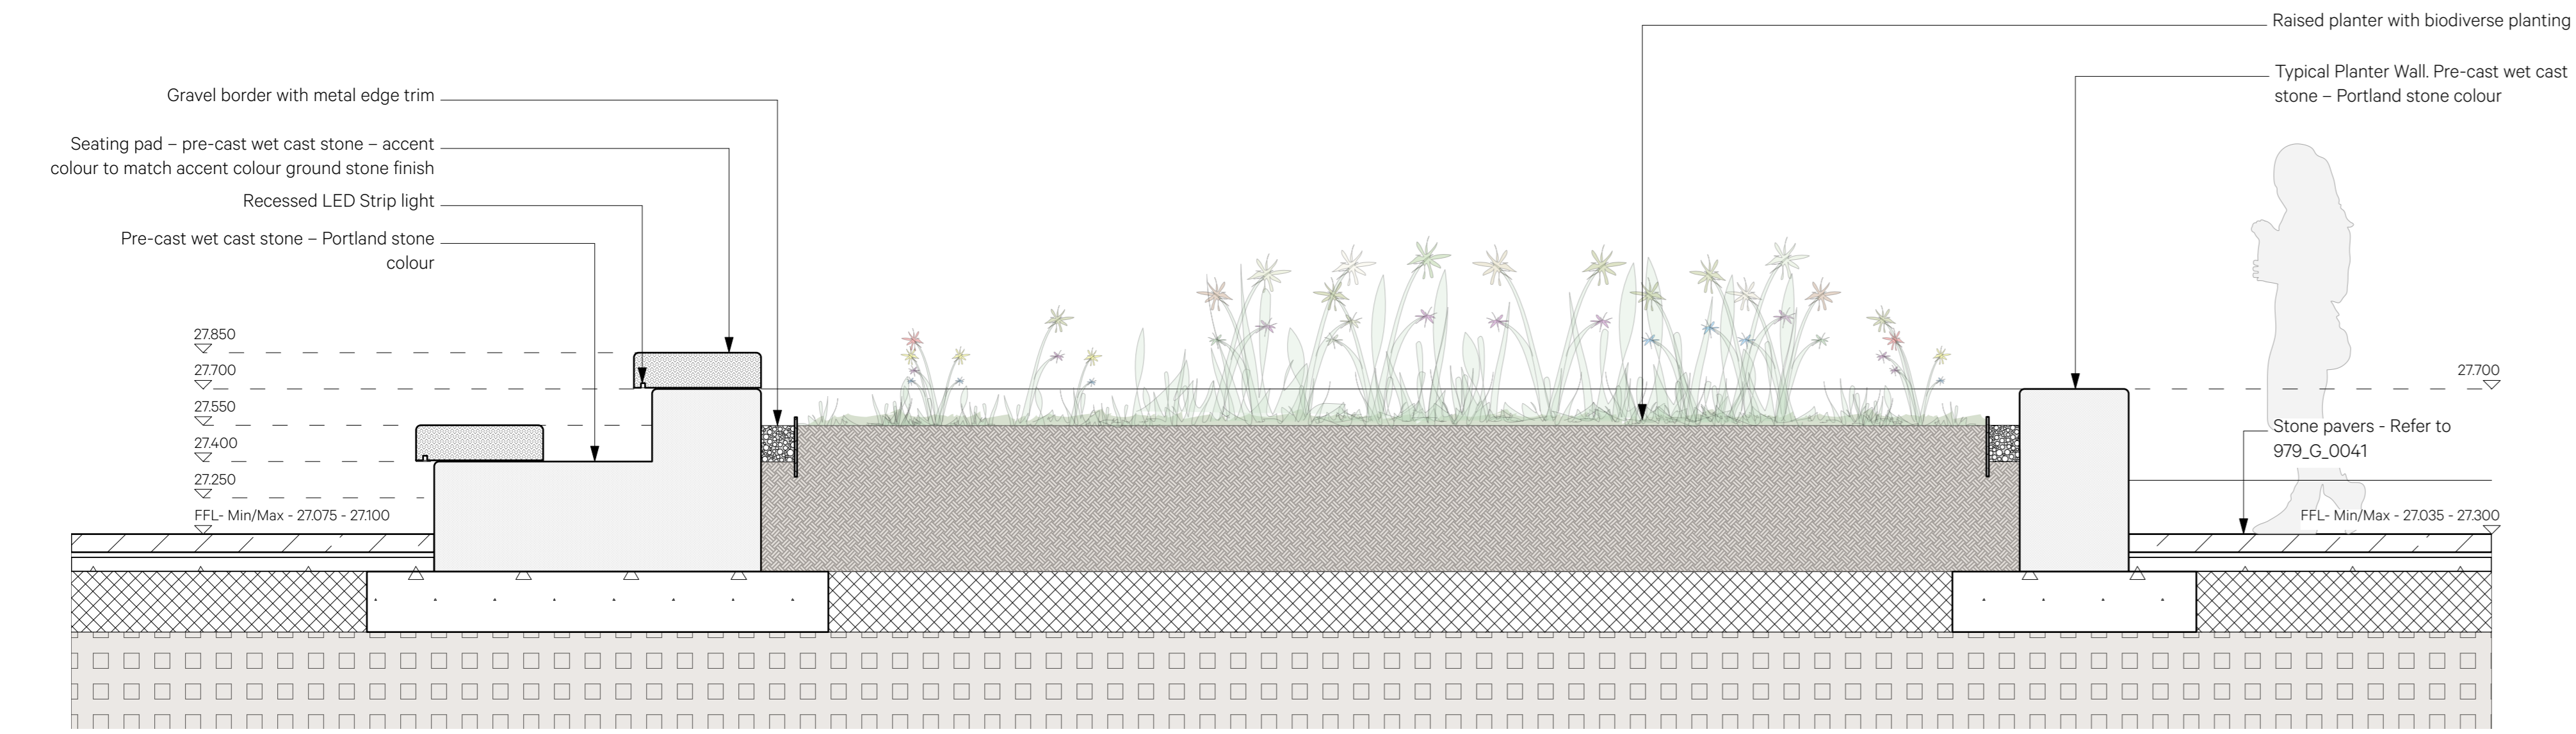 Raised planter with biodiverse planting
Typical Planter Wall. Pre-cast wet cast
stone – Portland stone colour
Gravel border with metal edge trim
Seating pad – pre-cast wet cast stone – accent
colour to match accent colour ground stone finish
Recessed LED Strip light
Pre-cast wet cast stone – Portland stone
colour
27.850
27.700
27.550
27.400
27.250
FFL- Min/Max - 27.075 - 27.100
27.700
Stone pavers - Refer to
979_G_0041
FFL- Min/Max - 27.035 - 27.300